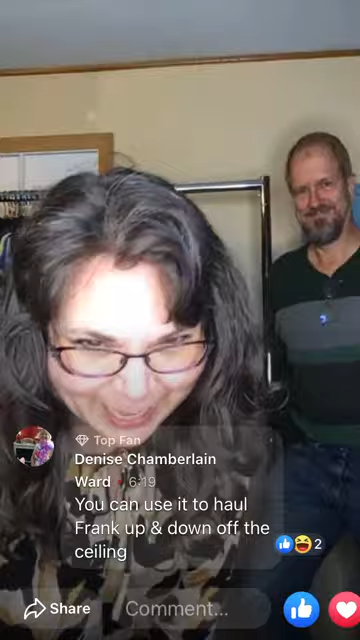 Top Fan
Denise Chamberlain
Ward • 6:19
You can use it to haul
Frank up & down off the
ceiling
2
Share
Comment...